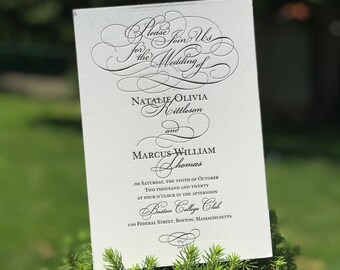 Please Join Us
for the Wedding of
Natalie Olivia
Kittleson
and
Marcus William
Thomas
on Saturday, the tenth of October
Two thousand and twenty
at four o'clock in the afternoon
Boston College Club
100 Federal Street, Boston, Massachusetts